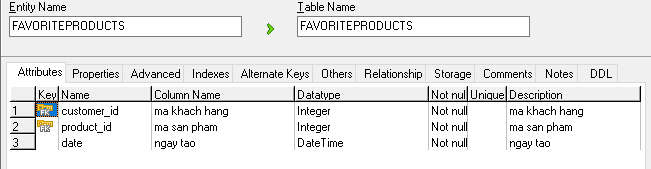 Entity Name Table Name
FAVORITEPRODUCTS FAVORITEPRODUCTS
Attributes Properties Advanced Indexes Alternate Keys Others Relationship Storage Comments Notes DDL
Key Name Column Name Datatype Not null Unique Description
1 customer_id ma khach hang Integer Not null ma khach hang
2 product_id ma san pham Integer Not null ma san pham
3 date ngay tao DateTime Not null ngay tao